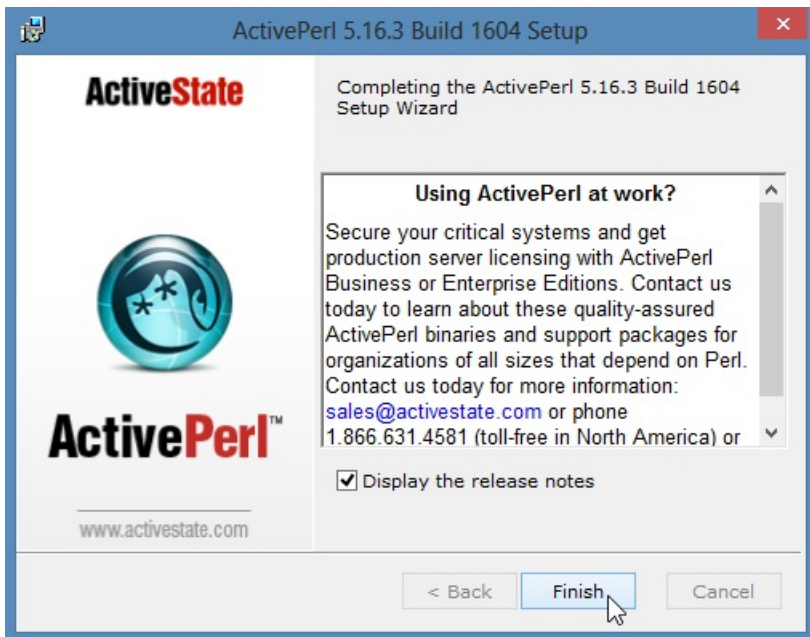 ActivePerl 5.16.3 Build 1604 Setup
ActiveState
Completing the ActivePerl 5.16.3 Build 1604
Setup Wizard
Using ActivePerl at work?
Secure your critical systems and get
production server licensing with ActivePerl
Business or Enterprise Editions. Contact us
today to learn about these quality-assured
ActivePerl binaries and support packages for
organizations of all sizes that depend on Perl.
Contact us today for more information:
sales@activestate.com or phone
1.866.631.4581 (toll-free in North America) or
ActivePerl™
Display the release notes
www.activestate.com
< Back
Finish
Cancel